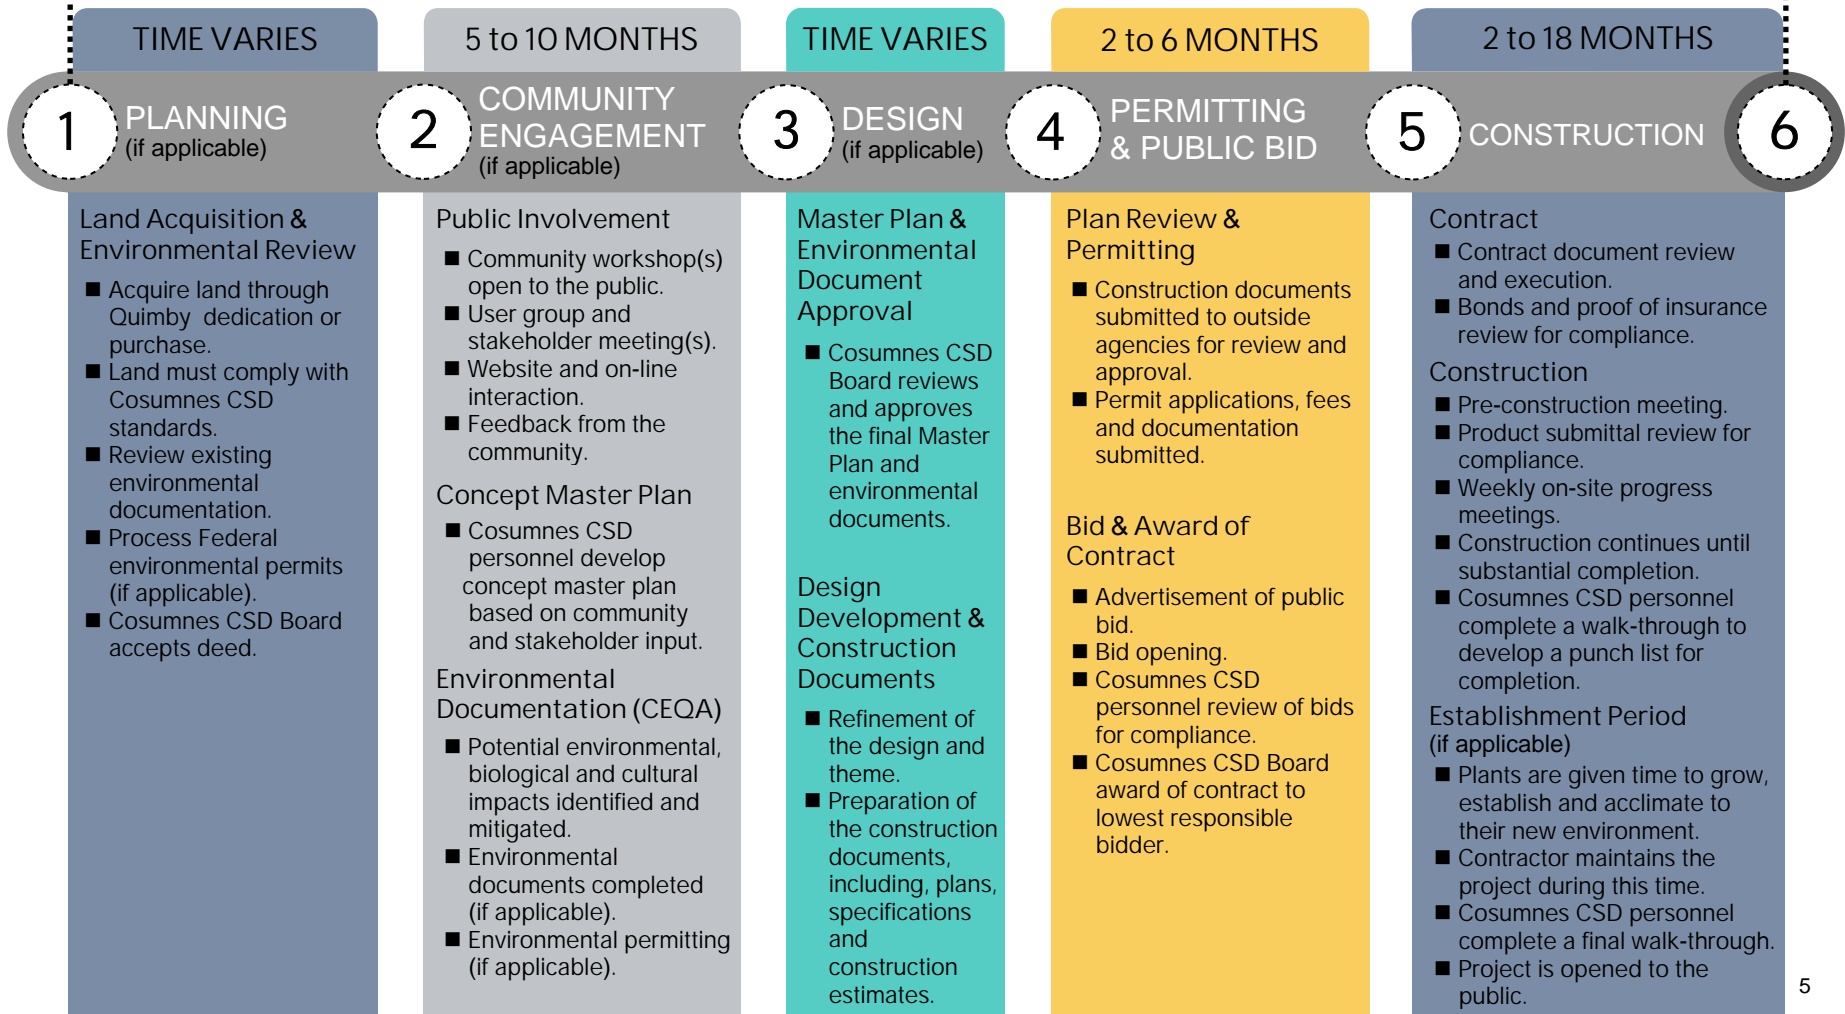 TIME VARIES
1
PLANNING
(if applicable)
Land Acquisition &
Environmental Review
■ Acquire land through
Quimby dedication or
purchase.
■ Land must comply with
Cosumnes CSD
standards.
■ Review existing
environmental
documentation.
■ Process Federal
environmental permits
(if applicable).
■ Cosumnes CSD Board
accepts deed.
5 to 10 MONTHS
2
COMMUNITY
ENGAGEMENT
(if applicable)
Public Involvement
■ Community workshop(s)
open to the public.
■ User group and
stakeholder meeting(s).
■ Website and on-line
interaction.
■ Feedback from the
community.
Concept Master Plan
■ Cosumnes CSD
personnel develop
concept master plan
based on community
and stakeholder input.
Environmental
Documentation (CEQA)
■ Potential environmental,
biological and cultural
impacts identified and
mitigated.
■ Environmental
documents completed
(if applicable).
■ Environmental permitting
(if applicable).
TIME VARIES
3
DESIGN
(if applicable)
Master Plan &
Environmental
Document
Approval
■ Cosumnes CSD
Board reviews
and approves
the final Master
Plan and
environmental
documents.
Design
Development &
Construction
Documents
■ Refinement of
the design and
theme.
■ Preparation of
the construction
documents,
including, plans,
specifications
and
construction
estimates.
2 to 6 MONTHS
4
PERMITTING
& PUBLIC BID
Plan Review &
Permitting
■ Construction documents
submitted to outside
agencies for review and
approval.
■ Permit applications, fees
and documentation
submitted.
Bid & Award of
Contract
■ Advertisement of public
bid.
■ Bid opening.
■ Cosumnes CSD
personnel review of bids
for compliance.
■ Cosumnes CSD Board
award of contract to
lowest responsible
bidder.
2 to 18 MONTHS
5
CONSTRUCTION
6
Contract
■ Contract document review
and execution.
■ Bonds and proof of insurance
review for compliance.
Construction
■ Pre-construction meeting.
■ Product submittal review for
compliance.
■ Weekly on-site progress
meetings.
■ Construction continues until
substantial completion.
■ Cosumnes CSD personnel
complete a walk-through to
develop a punch list for
completion.
Establishment Period
(if applicable)
■ Plants are given time to grow,
establish and acclimate to
their new environment.
■ Contractor maintains the
project during this time.
■ Cosumnes CSD personnel
complete a final walk-through.
■ Project is opened to the
public.
5